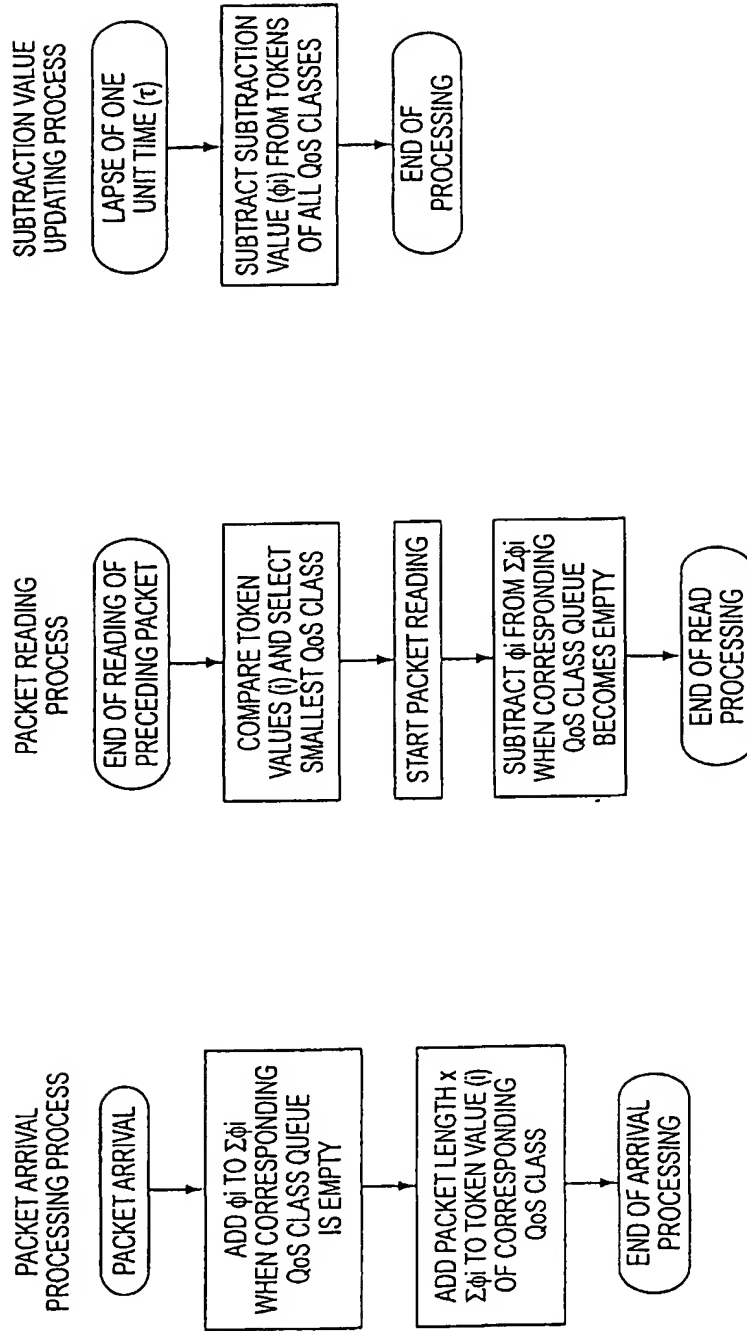 PACKET ARRIVAL
PROCESSING PROCESS
PACKET ARRIVAL
ADD ϕi TO Σϕi
WHEN CORRESPONDING
QoS CLASS QUEUE
IS EMPTY
ADD PACKET LENGTH x
Σϕi TO TOKEN VALUE (i)
OF CORRESPONDING
QoS CLASS
END OF ARRIVAL
PROCESSING
PACKET READING
PROCESS
END OF READING OF
PRECEDING PACKET
COMPARE TOKEN
VALUES (i) AND SELECT
SMALLEST QoS CLASS
START PACKET READING
SUBTRACT ϕi FROM Σϕi
WHEN CORRESPONDING
QoS CLASS QUEUE
BECOMES EMPTY
END OF READ
PROCESSING
SUBTRACTION VALUE
UPDATING PROCESS
LAPSE OF ONE
UNIT TIME (τ)
SUBTRACT SUBTRACTION
VALUE (ϕi) FROM TOKENS
OF ALL QoS CLASSES
END OF
PROCESSING